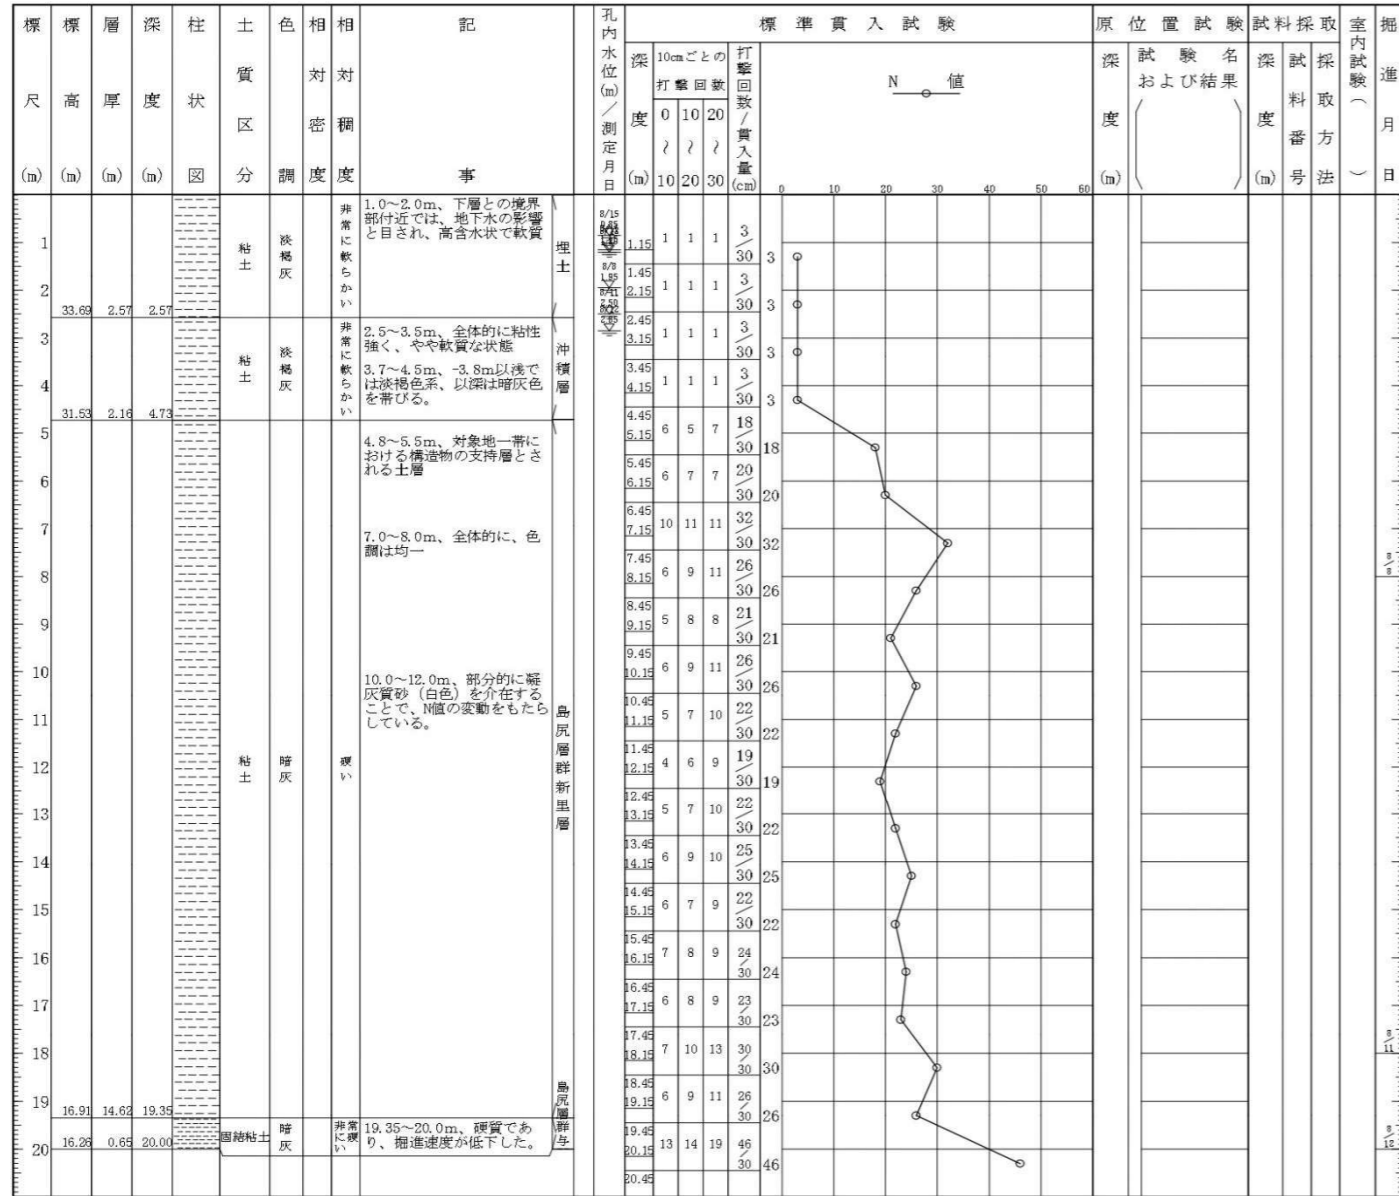 標尺(m) 標高(m) 層厚(m) 深度(m) 柱状図 土質区分 色調 相対密度 相対稠度 記事 孔内水位(m)/測定月日 標準貫入試験 原位置試験 試料採取 室内試験( ) 掘進月日
深度(m) 10cmごとの打撃回数 打撃回数/貫入量(cm) N 値 深度(m) 試験名および結果 深度(m) 試料番号 採取方法
0〜10 10〜20 20〜30 0 10 20 30 40 50 60
粘土 淡褐灰 非常に軟らかい
1.0〜2.0m、下層との境界
部付近では、地下水の影響
と目され、高含水状で軟質
埋土
33.69 2.57 2.57
粘土 淡褐灰 非常に軟らかい
2.5〜3.5m、全体的に粘性
強く、やや軟質な状態
3.7〜4.5m、-3.8m以浅で
は淡褐色系、以深は暗灰色
を帯びる。
沖積層
31.53 2.16 4.73
4.8〜5.5m、対象地一帯に
おける構造物の支持層とさ
れる土層
7.0〜8.0m、全体的に、色
調は均一
10.0〜12.0m、部分的に凝
灰質砂（白色）を介在する
ことで、N値の変動をもたら
している。
粘土 暗灰 硬い
島尻層群新里層
16.91 14.62 19.35
固結粘土 暗灰 非常に硬い
19.35〜20.0m、硬質であ
り、掘進速度が低下した。
島尻層群与
16.26 0.65 20.00
1
2
3
4
5
6
7
8
9
10
11
12
13
14
15
16
17
18
19
20
8/15
8/8
1.95
8/11
2.50
1.15 1 1 1 3/30 3
1.45
2.15 1 1 1 3/30 3
2.45
3.15 1 1 1 3/30 3
3.45
4.15 1 1 1 3/30 3
4.45
5.15 6 5 7 18/30 18
5.45
6.15 6 7 7 20/30 20
6.45
7.15 10 11 11 32/30 32
7.45
8.15 6 9 11 26/30 26
8.45
9.15 5 8 8 21/30 21
9.45
10.15 6 9 11 26/30 26
10.45
11.15 5 7 10 22/30 22
11.45
12.15 4 6 9 19/30 19
12.45
13.15 5 7 10 22/30 22
13.45
14.15 6 9 10 25/30 25
14.45
15.15 6 7 9 22/30 22
15.45
16.15 7 8 9 24/30 24
16.45
17.15 6 8 9 23/30 23
17.45
18.15 7 10 13 30/30 30
18.45
19.15 6 9 11 26/30 26
19.45
20.15 13 14 19 46/30 46
20.45
8/8
8/11
8/12